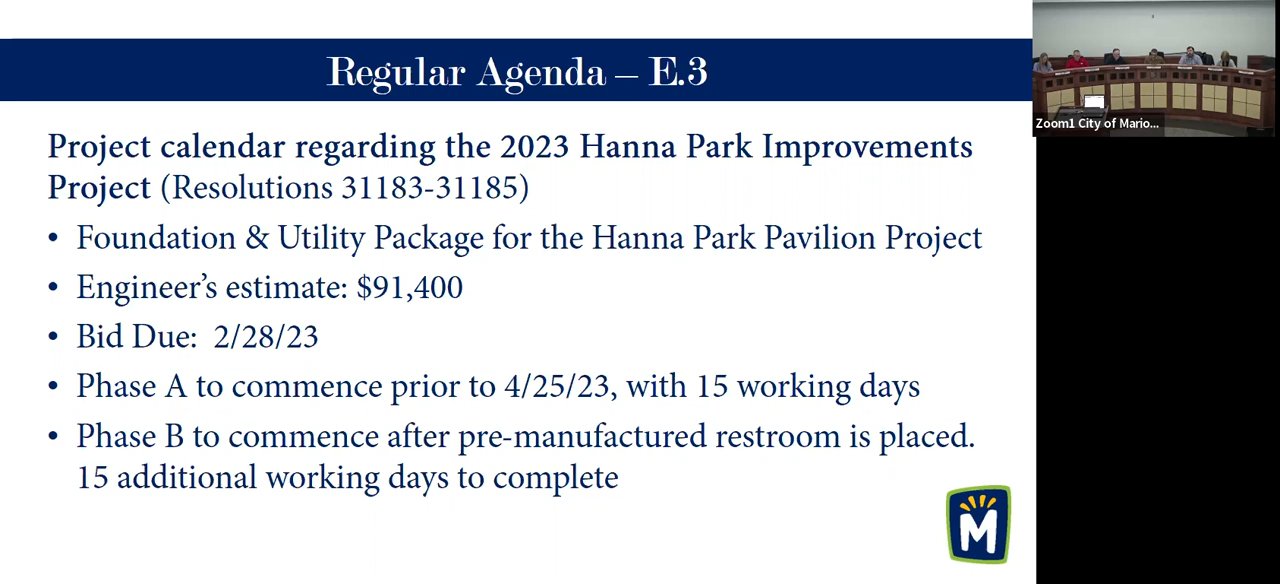 Regular Agenda – E.3
Project calendar regarding the 2023 Hanna Park Improvements
Project (Resolutions 31183-31185)
• Foundation & Utility Package for the Hanna Park Pavilion Project
• Engineer’s estimate: $91,400
• Bid Due: 2/28/23
• Phase A to commence prior to 4/25/23, with 15 working days
• Phase B to commence after pre-manufactured restroom is placed.
15 additional working days to complete
M
Zoom1 City of Mario...